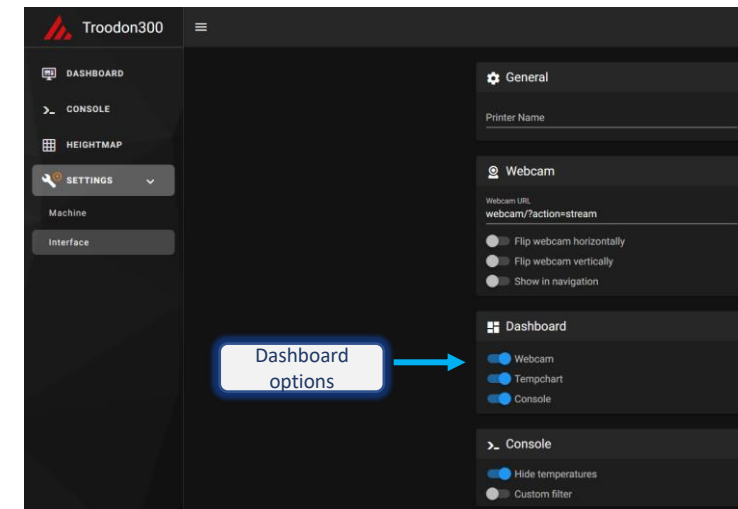 Troodon300
DASHBOARD
CONSOLE
HEIGHTMAP
SETTINGS
Machine
Interface
General
Printer Name
Webcam
Webcam URL
webcam/?action=stream
Flip webcam horizontally
Flip webcam vertically
Show in navigation
Dashboard
Webcam
Tempchart
Console
Dashboard
options
Console
Hide temperatures
Custom filter